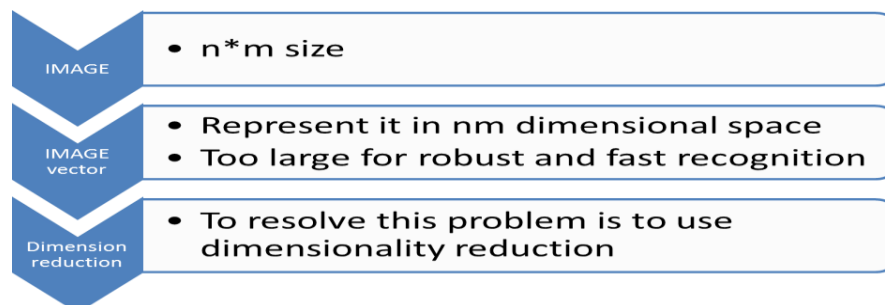 IMAGE
• n*m size
IMAGE
vector
• Represent it in nm dimensional space
• Too large for robust and fast recognition
Dimension
reduction
• To resolve this problem is to use
dimensionality reduction